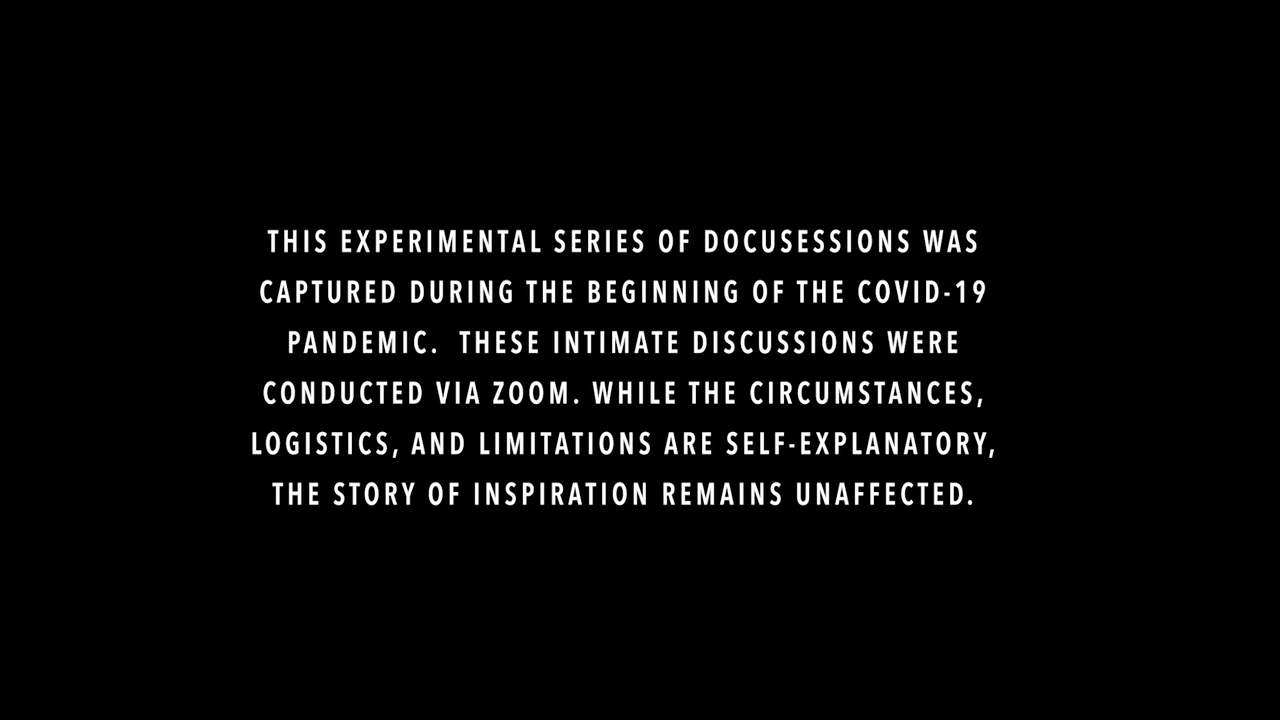 THIS EXPERIMENTAL SERIES OF DOCUSESSIONS WAS
CAPTURED DURING THE BEGINNING OF THE COVID-19
PANDEMIC.  THESE INTIMATE DISCUSSIONS WERE
CONDUCTED VIA ZOOM. WHILE THE CIRCUMSTANCES,
LOGISTICS, AND LIMITATIONS ARE SELF-EXPLANATORY,
THE STORY OF INSPIRATION REMAINS UNAFFECTED.